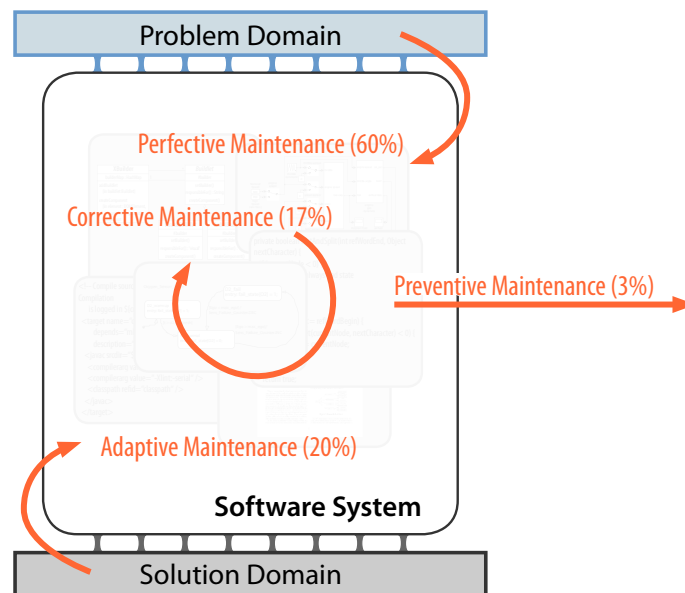 Problem Domain
Perfective Maintenance (60%)
Corrective Maintenance (17%)
Preventive Maintenance (3%)
Adaptive Maintenance (20%)
Software System
Solution Domain